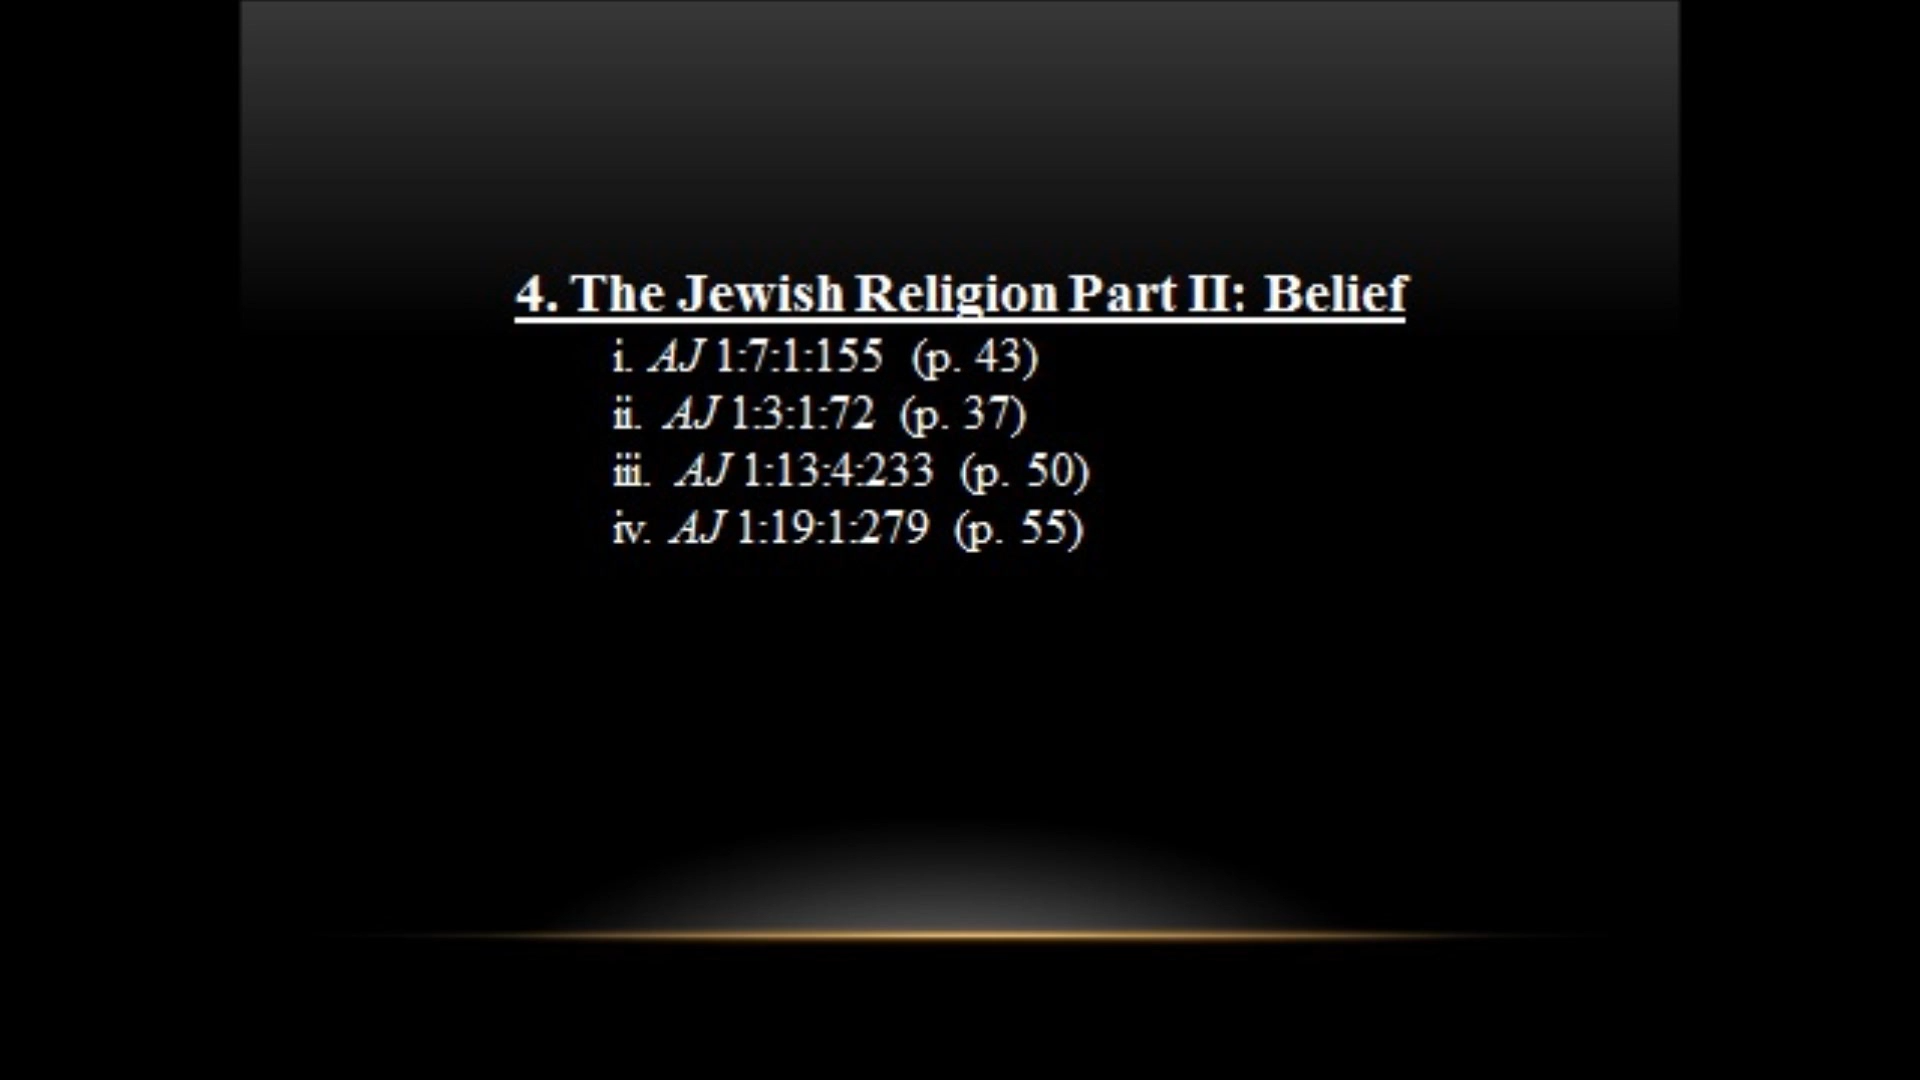 4. The Jewish Religion Part II: Belief
i. AJ 1:7:1:155 (p. 43)
ii. AJ 1:3:1:72 (p. 37)
iii. AJ 1:13:4:233 (p. 50)
iv. AJ 1:19:1:279 (p. 55)